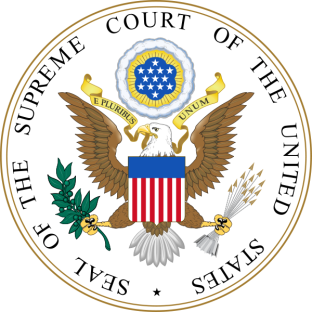 SEAL OF THE SUPREME COURT OF THE UNITED STATES
E PLURIBUS UNUM